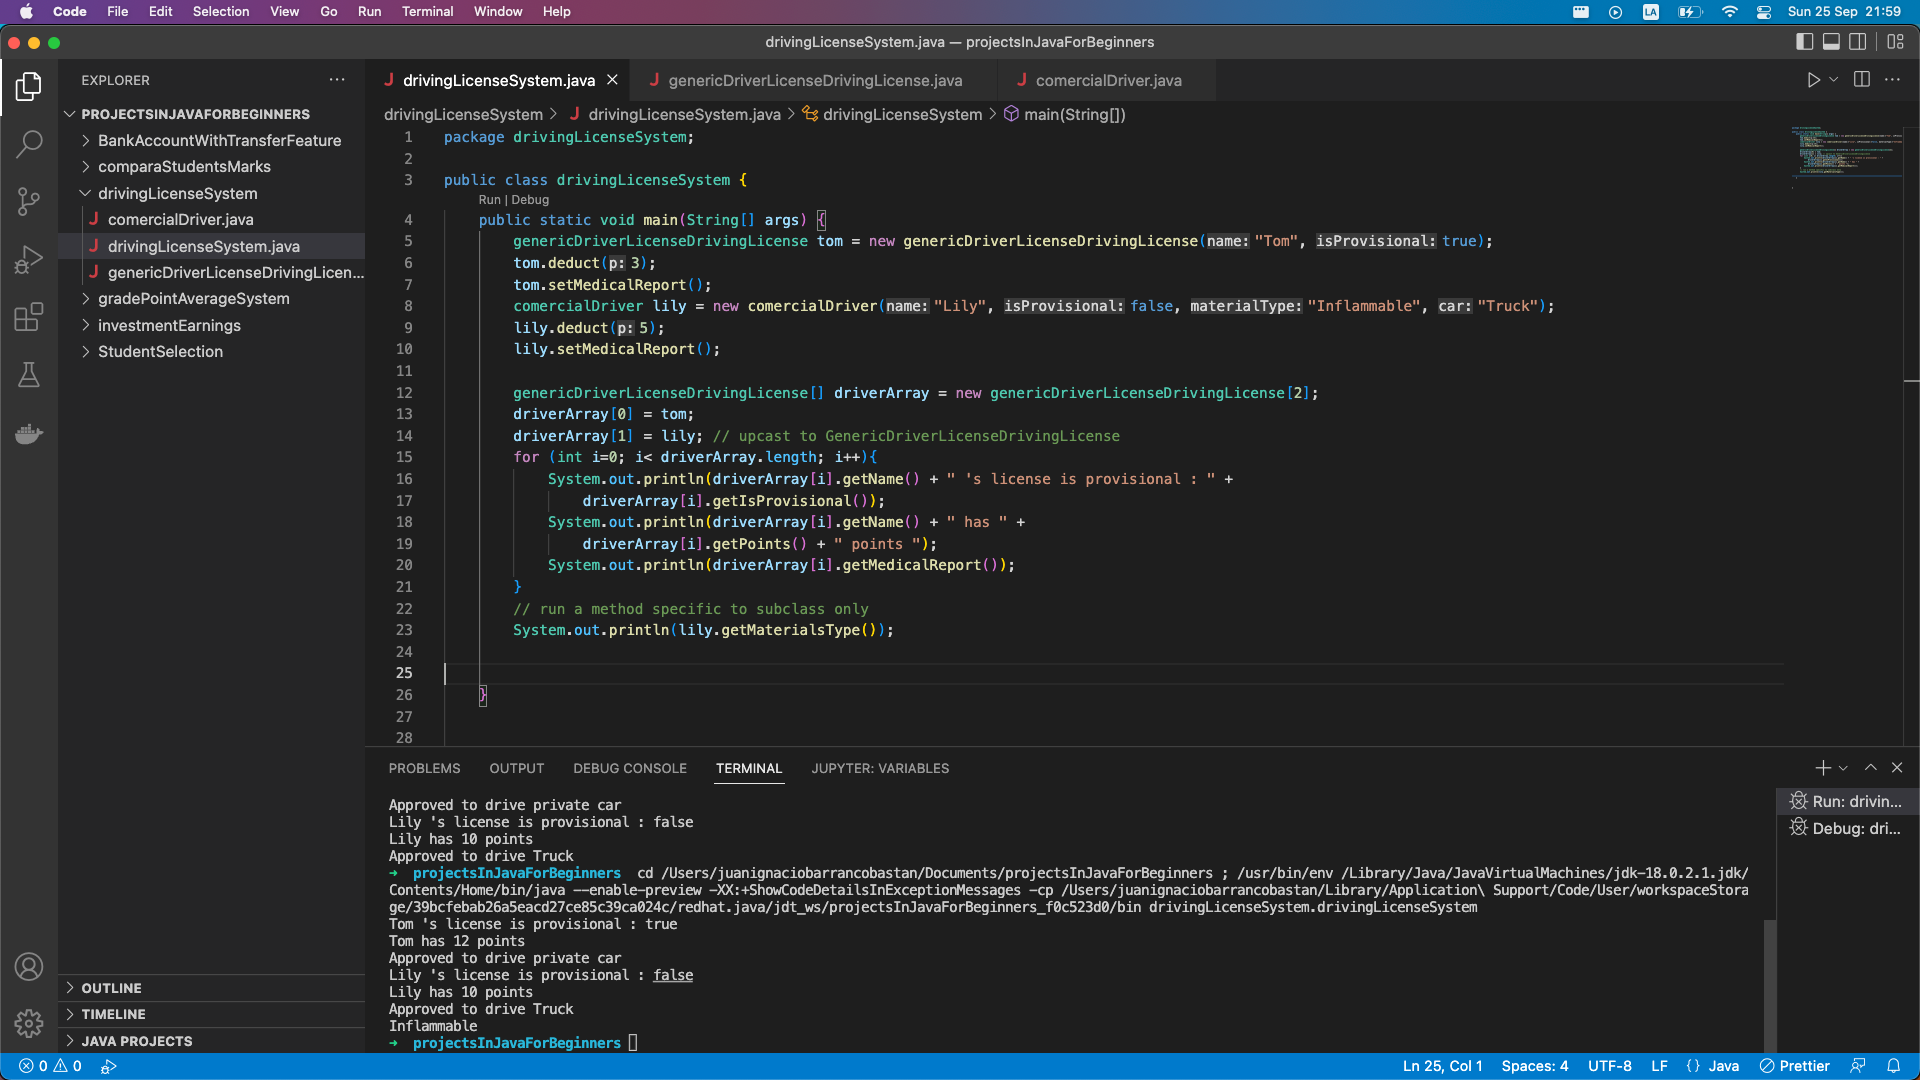 Code File Edit Selection View Go Run Terminal Window Help LA Sun 25 Sep 21:59
drivingLicenseSystem.java — projectsInJavaForBeginners
EXPLORER
drivingLicenseSystem.java genericDriverLicenseDrivingLicense.java comercialDriver.java
PROJECTSINJAVAFORBEGINNERS
BankAccountWithTransferFeature
comparaStudentsMarks
drivingLicenseSystem
comercialDriver.java
drivingLicenseSystem.java
genericDriverLicenseDrivingLicen...
gradePointAverageSystem
investmentEarnings
StudentSelection
OUTLINE
TIMELINE
JAVA PROJECTS
drivingLicenseSystem > drivingLicenseSystem.java > drivingLicenseSystem > main(String[])
1 package drivingLicenseSystem;
2
3 public class drivingLicenseSystem {
Run | Debug
4 public static void main(String[] args) {
5 genericDriverLicenseDrivingLicense tom = new genericDriverLicenseDrivingLicense(name: "Tom", isProvisional: true);
6 tom.deduct(p: 3);
7 tom.setMedicalReport();
8 comercialDriver lily = new comercialDriver(name: "Lily", isProvisional: false, materialType: "Inflammable", car: "Truck");
9 lily.deduct(p: 5);
10 lily.setMedicalReport();
11
12 genericDriverLicenseDrivingLicense[] driverArray = new genericDriverLicenseDrivingLicense[2];
13 driverArray[0] = tom;
14 driverArray[1] = lily; // upcast to GenericDriverLicenseDrivingLicense
15 for (int i=0; i< driverArray.length; i++){
16 System.out.println(driverArray[i].getName() + " 's license is provisional : " +
17 driverArray[i].getIsProvisional());
18 System.out.println(driverArray[i].getName() + " has " +
19 driverArray[i].getPoints() + " points ");
20 System.out.println(driverArray[i].getMedicalReport());
21 }
22 // run a method specific to subclass only
23 System.out.println(lily.getMaterialsType());
24
25
26 }
27
28
PROBLEMS OUTPUT DEBUG CONSOLE TERMINAL JUPYTER: VARIABLES
Approved to drive private car
Lily 's license is provisional : false
Lily has 10 points
Approved to drive Truck
→ projectsInJavaForBeginners cd /Users/juanignaciobarrancobastan/Documents/projectsInJavaForBeginners ; /usr/bin/env /Library/Java/JavaVirtualMachines/jdk-18.0.2.1.jdk/
Contents/Home/bin/java --enable-preview -XX:+ShowCodeDetailsInExceptionMessages -cp /Users/juanignaciobarrancobastan/Library/Application\ Support/Code/User/workspaceStora
ge/39bcfebab26a5eacd27ce85c39ca024c/redhat.java/jdt_ws/projectsInJavaForBeginners_f0c523d0/bin drivingLicenseSystem.drivingLicenseSystem
Tom 's license is provisional : true
Tom has 12 points
Approved to drive private car
Lily 's license is provisional : false
Lily has 10 points
Approved to drive Truck
Inflammable
→ projectsInJavaForBeginners
Run: drivin...
Debug: dri...
0 0 Ln 25, Col 1 Spaces: 4 UTF-8 LF {} Java Prettier